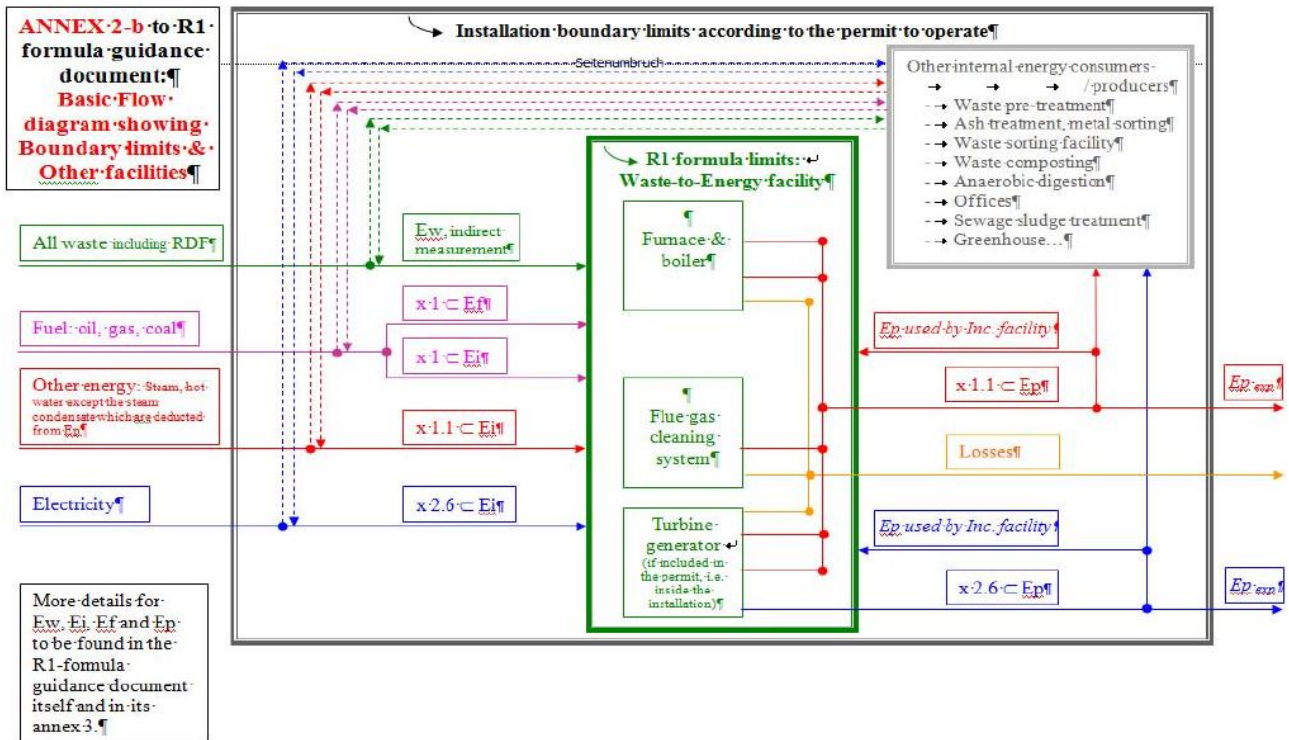 ANNEX·2-b·to·R1·
formula·guidance·
document:¶
Basic·Flow·
diagram·showing·
Boundary·limits·&·
Other·facilities¶
Installation·boundary·limits·according·to·the·permit·to·operate¶
Seitenumbruch
Other·internal·energy·consumers·
→ → → /·producers¶
-→ Waste·pre-treatment¶
-→ Ash·treatment,·metal·sorting¶
-→ Waste·sorting·facility¶
-→ Waste·composting¶
-→ Anaerobic·digestion¶
-→ Offices¶
-→ Sewage·sludge·treatment¶
-→ Greenhouse…¶
R1·formula·limits:·↵
Waste-to-Energy·facility¶
All·waste·including·RDF¶
Ew,·indirect·
measurement¶
¶
Furnace·&·
boiler¶
x·1·⊂·Ef¶
Fuel:·oil,·gas,·coal¶
x·1·⊂·Ei¶
Ep·used·by·Inc.·facility¶
Other·energy:·Steam,·hot·
water·except·the·steam·
condensate·which·are·deducted·
from·Ep¶
x·1.1·⊂·Ei¶
¶
Flue·gas·
cleaning·
system¶
x·1.1·⊂·Ep¶
Ep·exp¶
Losses¶
Electricity¶
x·2.6·⊂·Ei¶
Turbine·
generator·↵
(if·included·in·
the·permit,·i.e.·
inside·the·
installation)¶
Ep·used·by·Inc.·facility¶
x·2.6·⊂·Ep¶
Ep·exp¶
More·details·for·
Ew,·Ei,·Ef·and·Ep·
to·be·found·in·the·
R1-formula·
guidance·document·
itself·and·in·its·
annex·3.¶